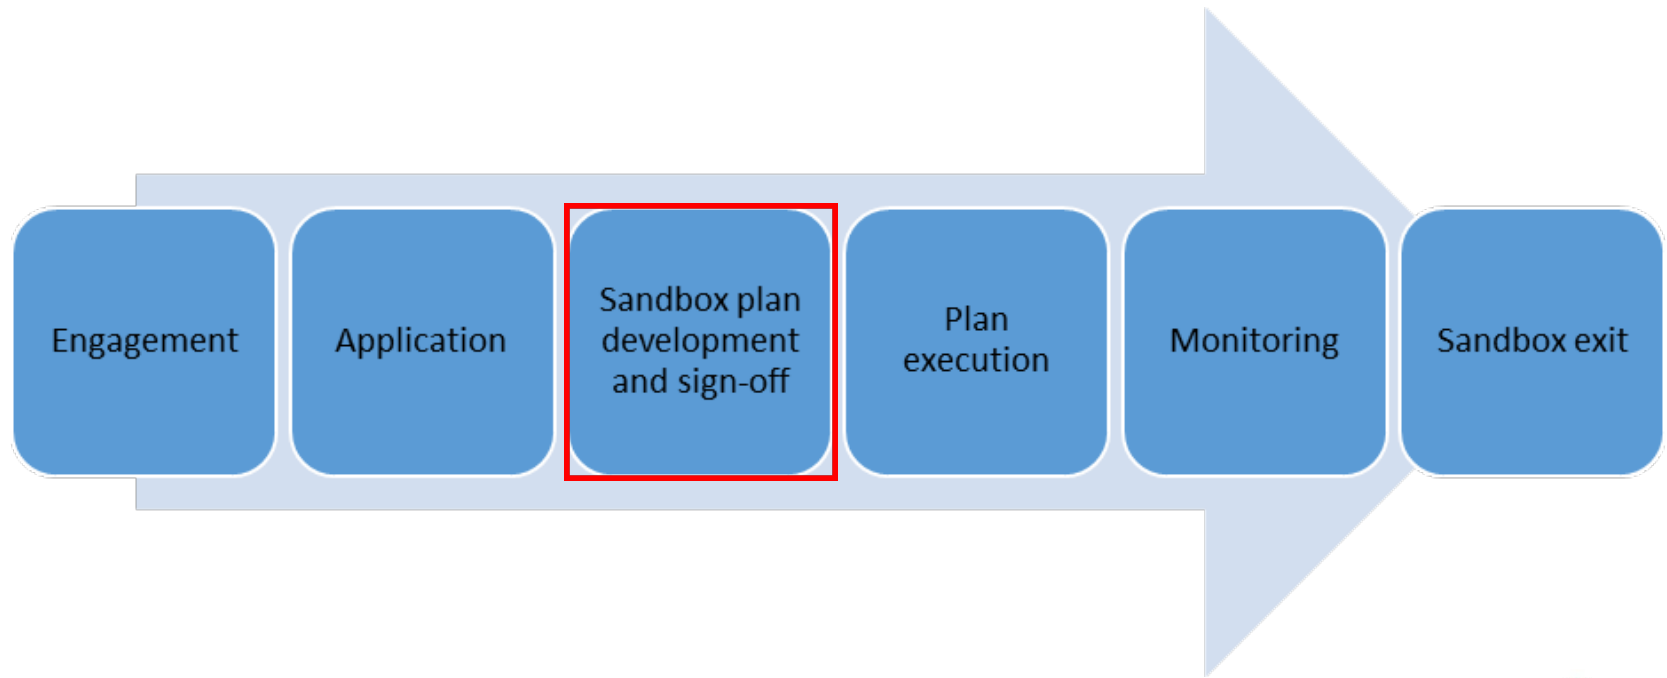 Engagement
Application
Sandbox plan
development
and sign-off
Plan
execution
Monitoring
Sandbox exit